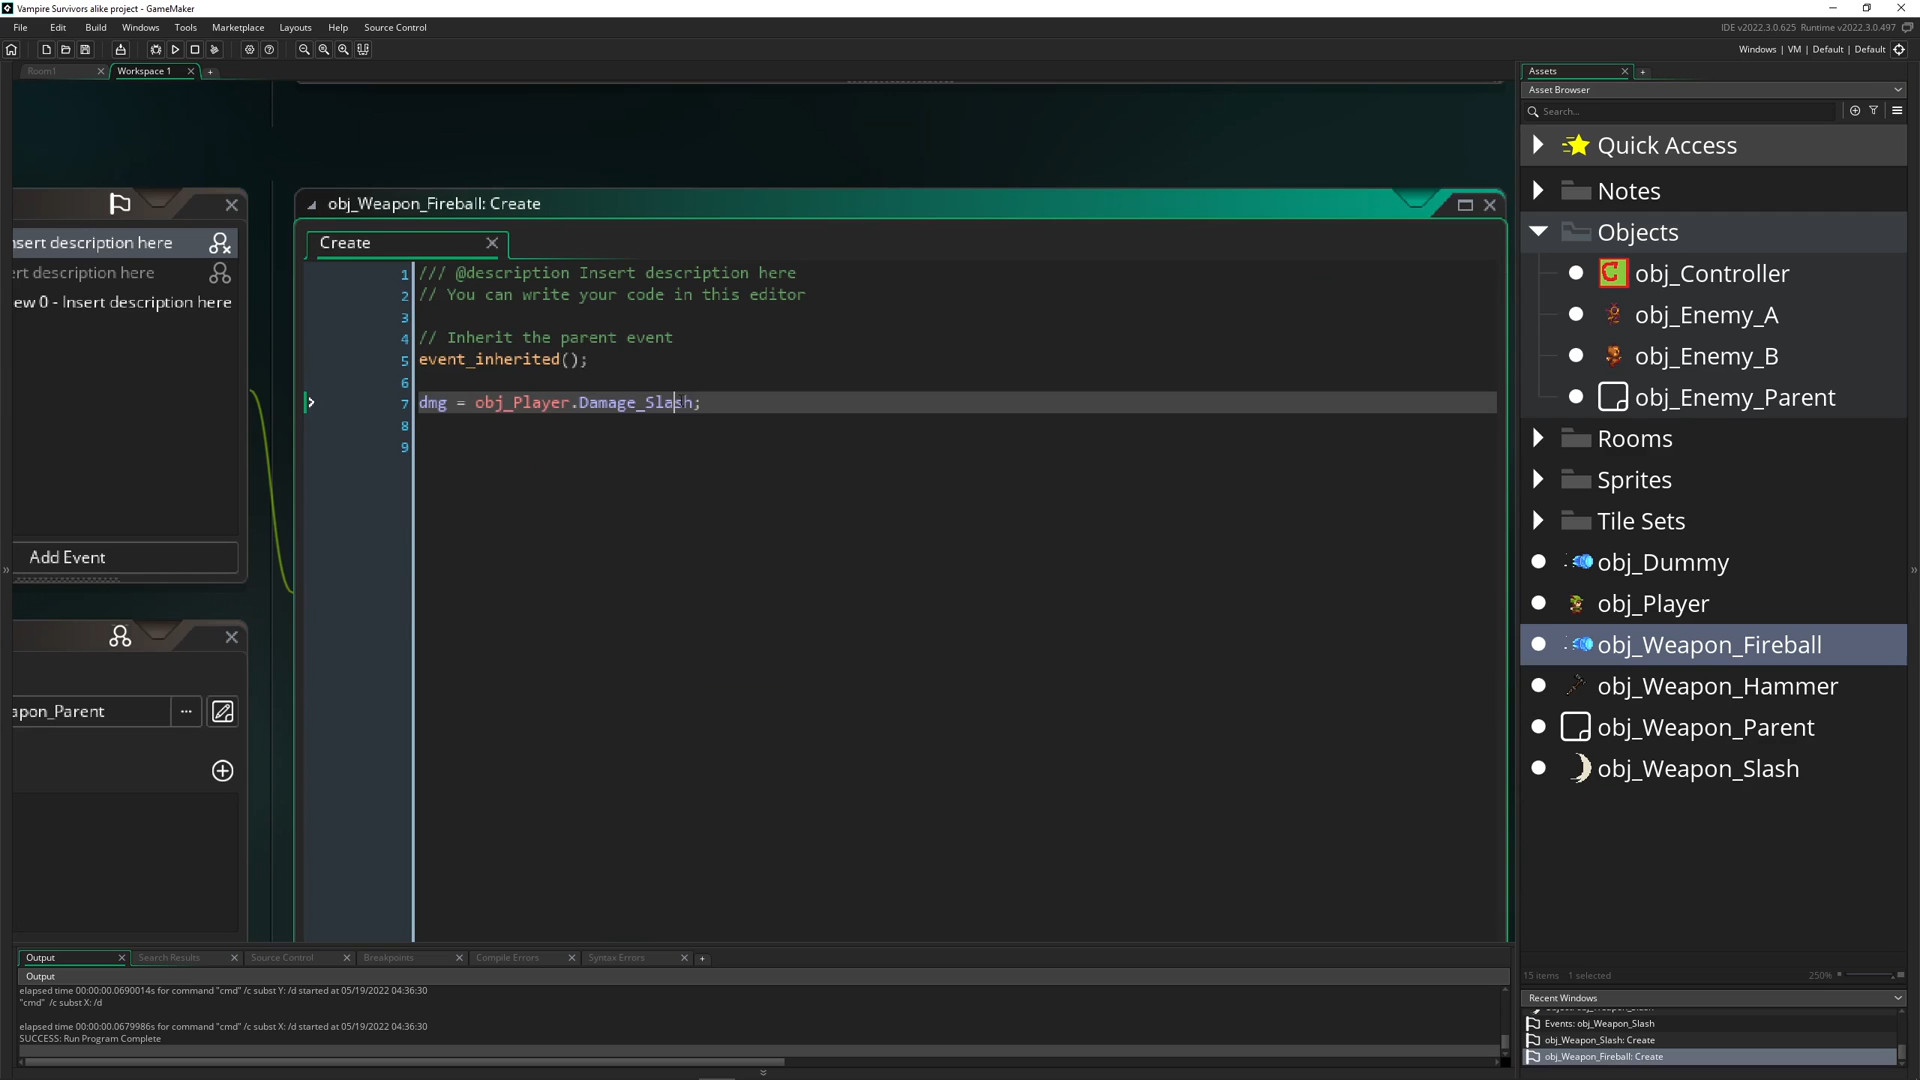 Vampire Survivors alike project - GameMaker
File Edit Build Windows Tools Marketplace Layouts Help Source Control
IDE v2022.3.0.625 Runtime v2022.3.0.497
Windows | VM | Default | Default
Room1 Workspace 1
Assets
Asset Browser
Search...
Quick Access
Notes
Objects
obj_Controller
obj_Enemy_A
obj_Enemy_B
obj_Enemy_Parent
Rooms
Sprites
Tile Sets
obj_Dummy
obj_Player
obj_Weapon_Fireball
obj_Weapon_Hammer
obj_Weapon_Parent
obj_Weapon_Slash
15 items 1 selected
250%
Recent Windows
Events: obj_Weapon_Slash
obj_Weapon_Slash: Create
obj_Weapon_Fireball: Create
nsert description here
ert description here
ew 0 - Insert description here
Add Event
apon_Parent
...
obj_Weapon_Fireball: Create
Create
1 /// @description Insert description here
2 // You can write your code in this editor
3
4 // Inherit the parent event
5 event_inherited();
6
7 dmg = obj_Player.Damage_Slash;
8
9
Output Search Results Source Control Breakpoints Compile Errors Syntax Errors
Output
elapsed time 00:00:00.0690014s for command "cmd" /c subst Y: /d started at 05/19/2022 04:36:30
"cmd" /c subst X: /d
elapsed time 00:00:00.0679986s for command "cmd" /c subst X: /d started at 05/19/2022 04:36:30
SUCCESS: Run Program Complete